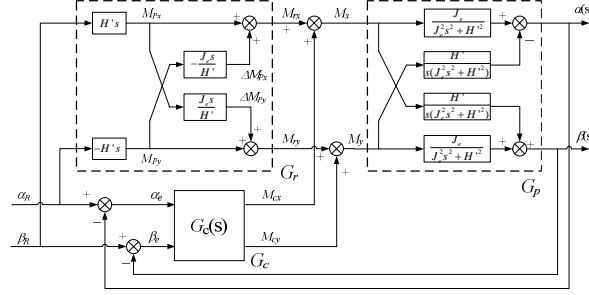 H's
M_Px
M_rx
M_x
J_e / (J_e^2 s^2 + H'^2)
α(s
ΔM_Px
-J_e s / H'
H' / s(J_e^2 s^2 + H'^2)
ΔM_Py
J_e s / H'
H' / s(J_e^2 s^2 + H'^2)
-H's
M_Py
M_ry
M_y
J_e / (J_e^2 s^2 + H'^2)
β(s
G_r
G_p
α_R
α_e
M_cx
G_c(s)
β_R
β_e
M_cy
G_c